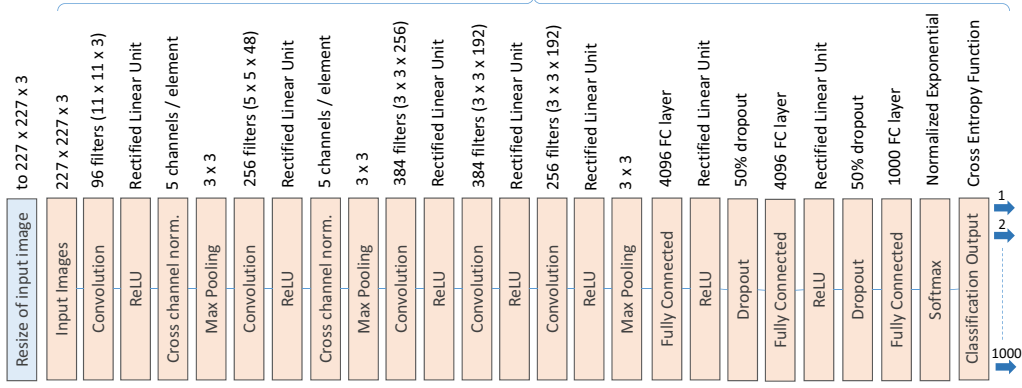 to 227 x 227 x 3
227 x 227 x 3
96 filters (11 x 11 x 3)
Rectified Linear Unit
5 channels / element
3 x 3
256 filters (5 x 5 x 48)
Rectified Linear Unit
5 channels / element
3 x 3
384 filters (3 x 3 x 256)
Rectified Linear Unit
384 filters (3 x 3 x 192)
Rectified Linear Unit
256 filters (3 x 3 x 192)
Rectified Linear Unit
3 x 3
4096 FC layer
Rectified Linear Unit
50% dropout
4096 FC layer
Rectified Linear Unit
50% dropout
1000 FC layer
Normalized Exponential
Cross Entropy Function
Resize of input image
Input Images
Convolution
ReLU
Cross channel norm.
Max Pooling
Convolution
ReLU
Cross channel norm.
Max Pooling
Convolution
ReLU
Convolution
ReLU
Convolution
ReLU
Max Pooling
Fully Connected
ReLU
Dropout
Fully Connected
ReLU
Dropout
Fully Connected
Softmax
Classification Output
1
2
1000